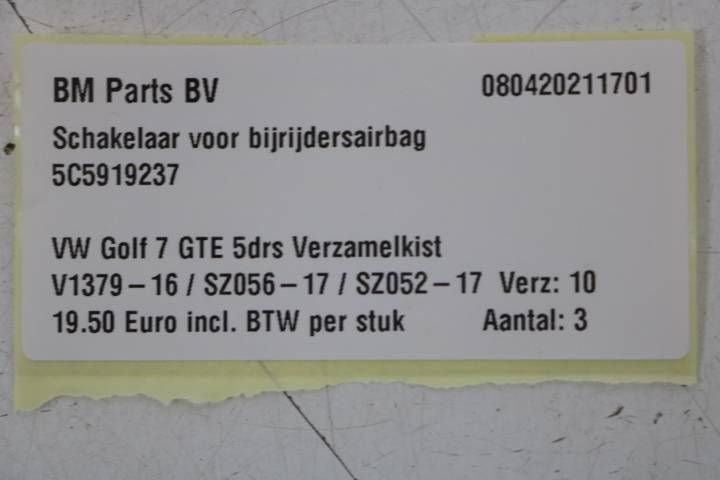 BM Parts BV 080420211701
Schakelaar voor bijrijdersairbag
5C5919237
VW Golf 7 GTE 5drs Verzamelkist
V1379-16 / SZ056-17 / SZ052-17 Verz: 10
19.50 Euro incl. BTW per stuk Aantal: 3